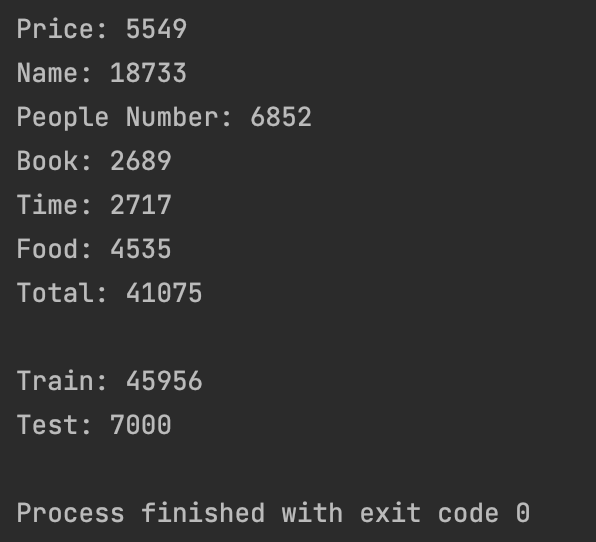 Price: 5549
Name: 18733
People Number: 6852
Book: 2689
Time: 2717
Food: 4535
Total: 41075
Train: 45956
Test: 7000
Process finished with exit code 0